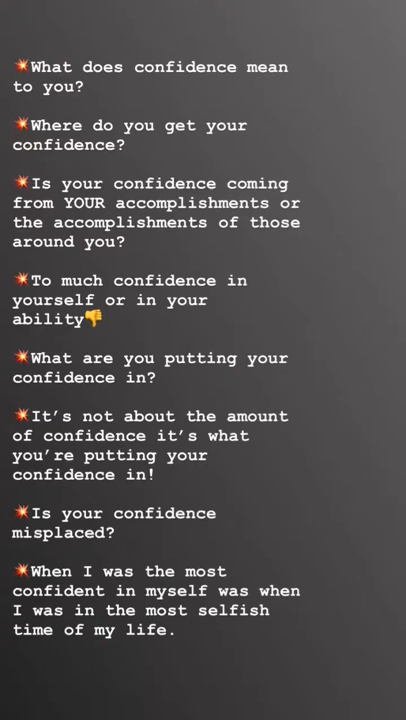 💥What does confidence mean
to you?
💥Where do you get your
confidence?
💥Is your confidence coming
from YOUR accomplishments or
the accomplishments of those
around you?
💥To much confidence in
yourself or in your
ability👎
💥What are you putting your
confidence in?
💥It’s not about the amount
of confidence it’s what
you’re putting your
confidence in!
💥Is your confidence
misplaced?
💥When I was the most
confident in myself was when
I was in the most selfish
time of my life.